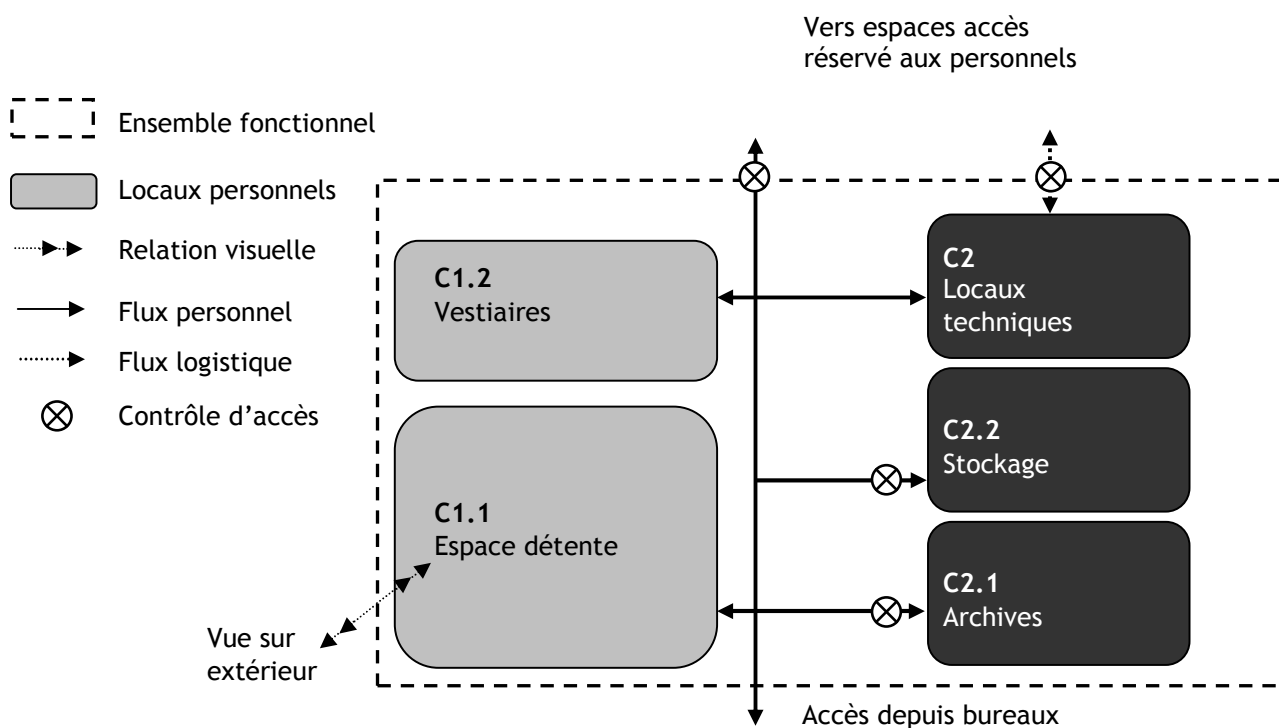 Vers espaces accès
réservé aux personnels
Ensemble fonctionnel
Locaux personnels
Relation visuelle
Flux personnel
Flux logistique
Contrôle d’accès
C1.2
Vestiaires
C1.1
Espace détente
Vue sur
extérieur
C2
Locaux
techniques
C2.2
Stockage
C2.1
Archives
Accès depuis bureaux